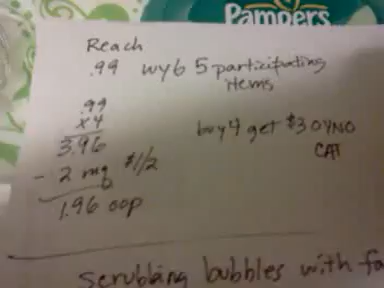 Pampers
Reach
.99 wyb 5 participating
items
.99
x4
3.96
- 2 mq $1/2
1.96 oop
buy 4 get $3 OYNO
CAT
scrubbing bubbles with fa